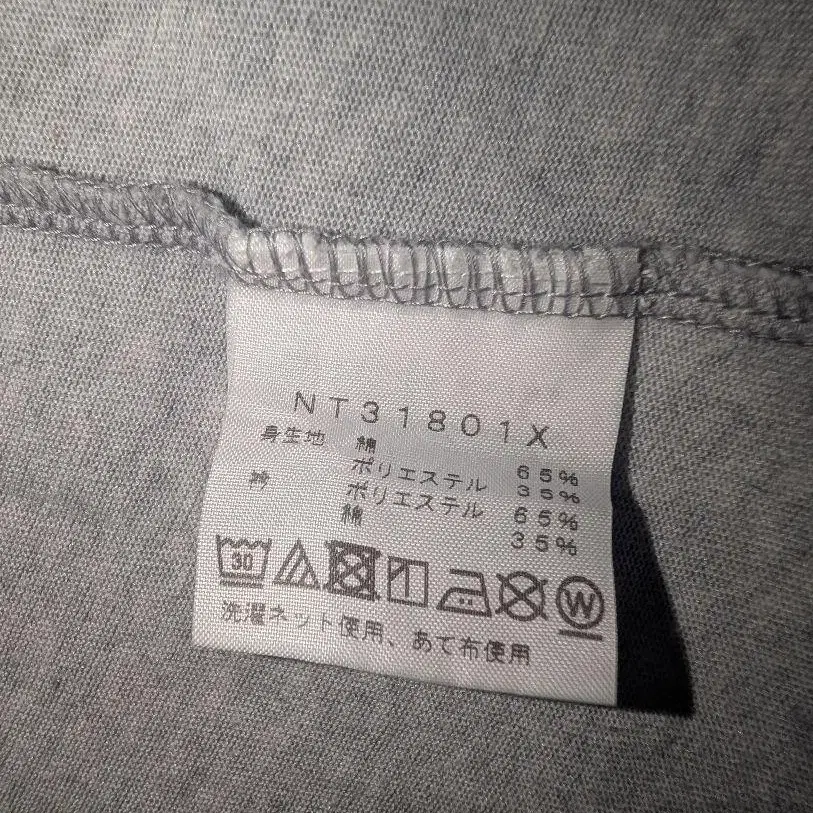 NT31801X
身生地 綿 65%
ポリエステル 35%
衿 ポリエステル 65%
綿 35%
30
W
洗濯ネット使用、あて布使用